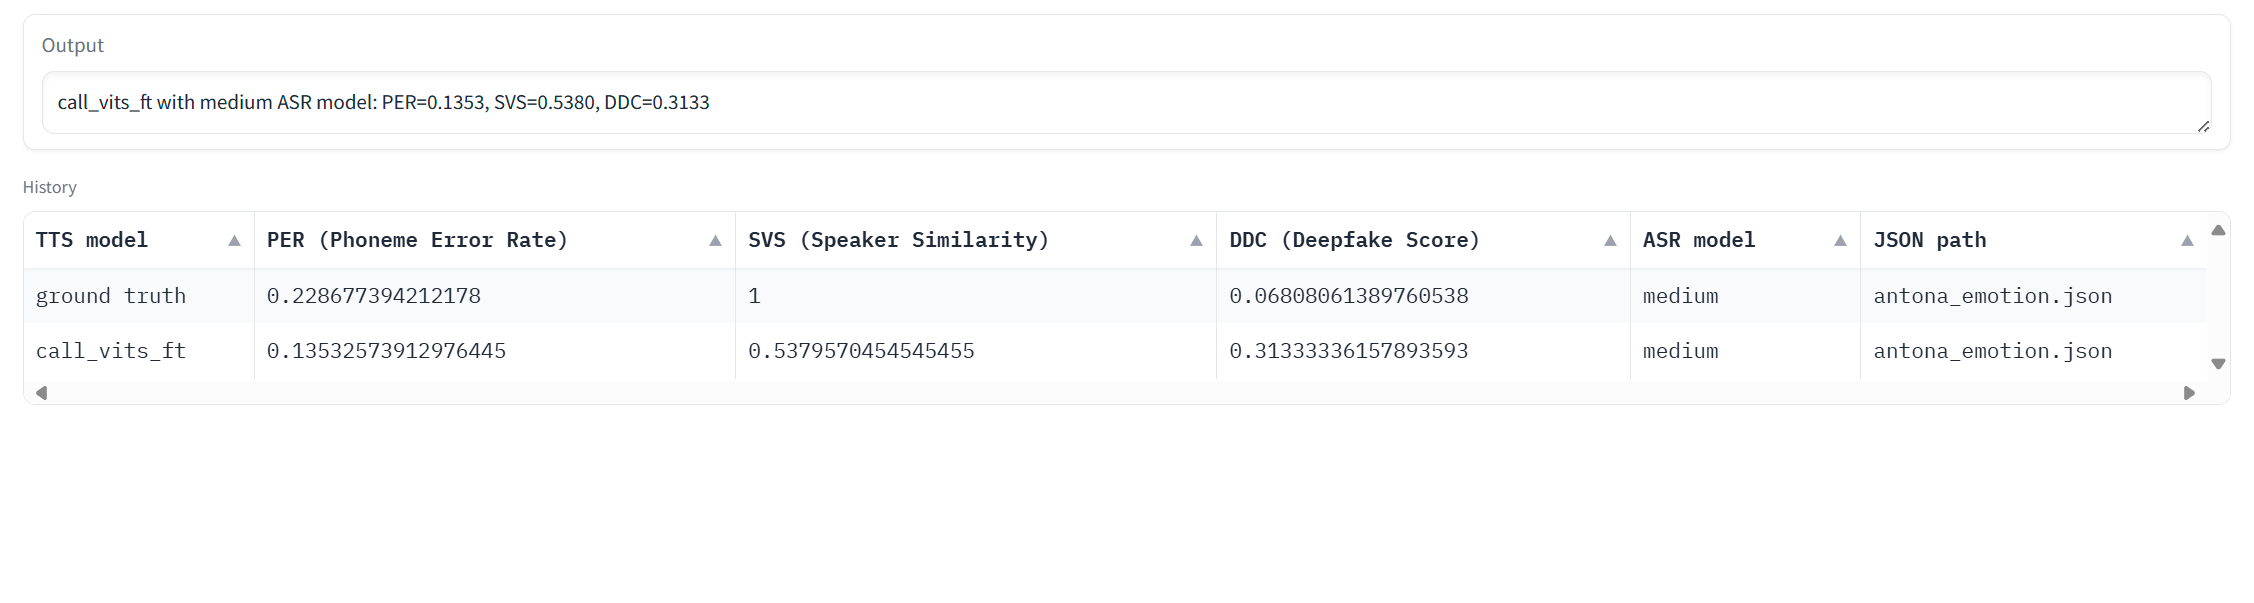 Output
call_vits_ft with medium ASR model: PER=0.1353, SVS=0.5380, DDC=0.3133
History
TTS model PER (Phoneme Error Rate) SVS (Speaker Similarity) DDC (Deepfake Score) ASR model JSON path
ground truth 0.228677394212178 1 0.06808061389760538 medium antona_emotion.json
call_vits_ft 0.13532573912976445 0.5379570454545455 0.31333336157893593 medium antona_emotion.json